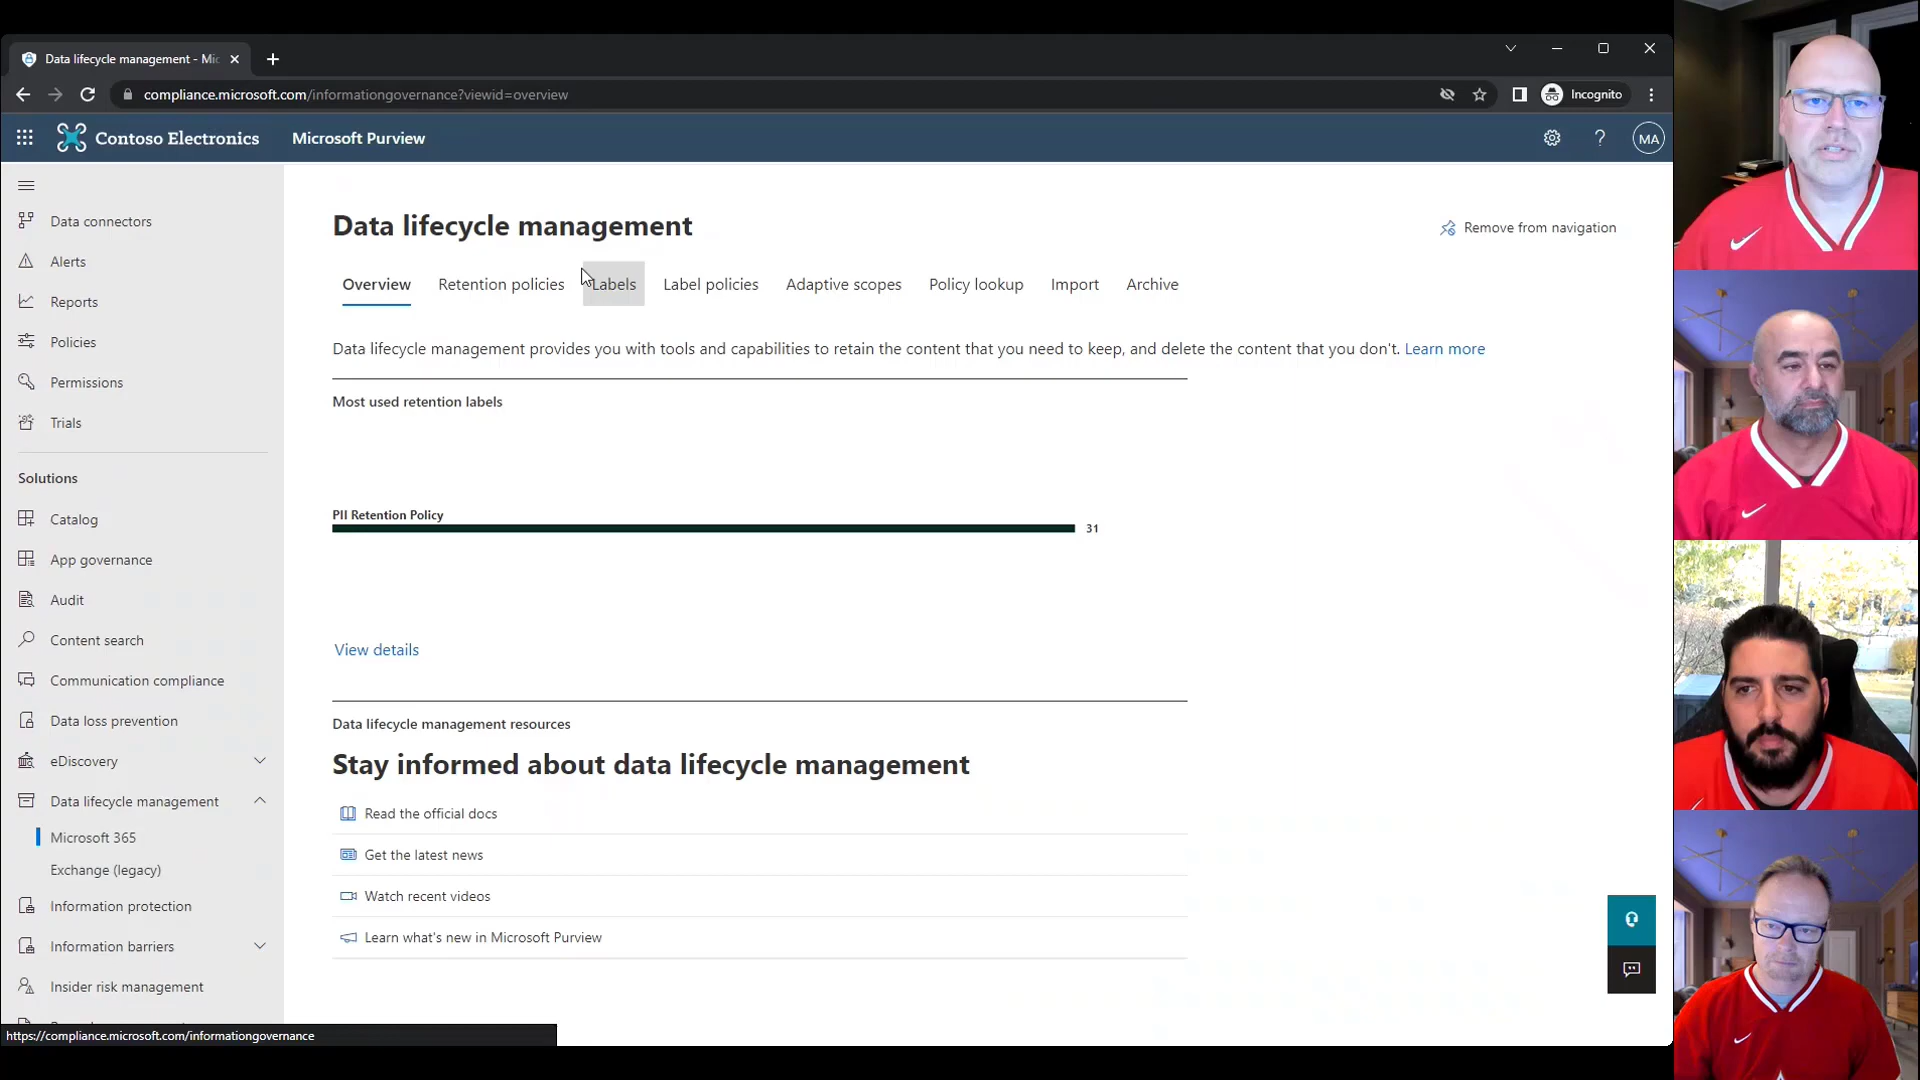 Data lifecycle management - Mic
compliance.microsoft.com/informationgovernance?viewid=overview
Incognito
Contoso Electronics
Microsoft Purview
MA
Data connectors
Alerts
Reports
Policies
Permissions
Trials
Solutions
Catalog
App governance
Audit
Content search
Communication compliance
Data loss prevention
eDiscovery
Data lifecycle management
Microsoft 365
Exchange (legacy)
Information protection
Information barriers
Insider risk management
https://compliance.microsoft.com/informationgovernance
Data lifecycle management
Remove from navigation
Overview Retention policies Labels Label policies Adaptive scopes Policy lookup Import Archive
Data lifecycle management provides you with tools and capabilities to retain the content that you need to keep, and delete the content that you don't. Learn more
Most used retention labels
PII Retention Policy
31
View details
Data lifecycle management resources
Stay informed about data lifecycle management
Read the official docs
Get the latest news
Watch recent videos
Learn what's new in Microsoft Purview